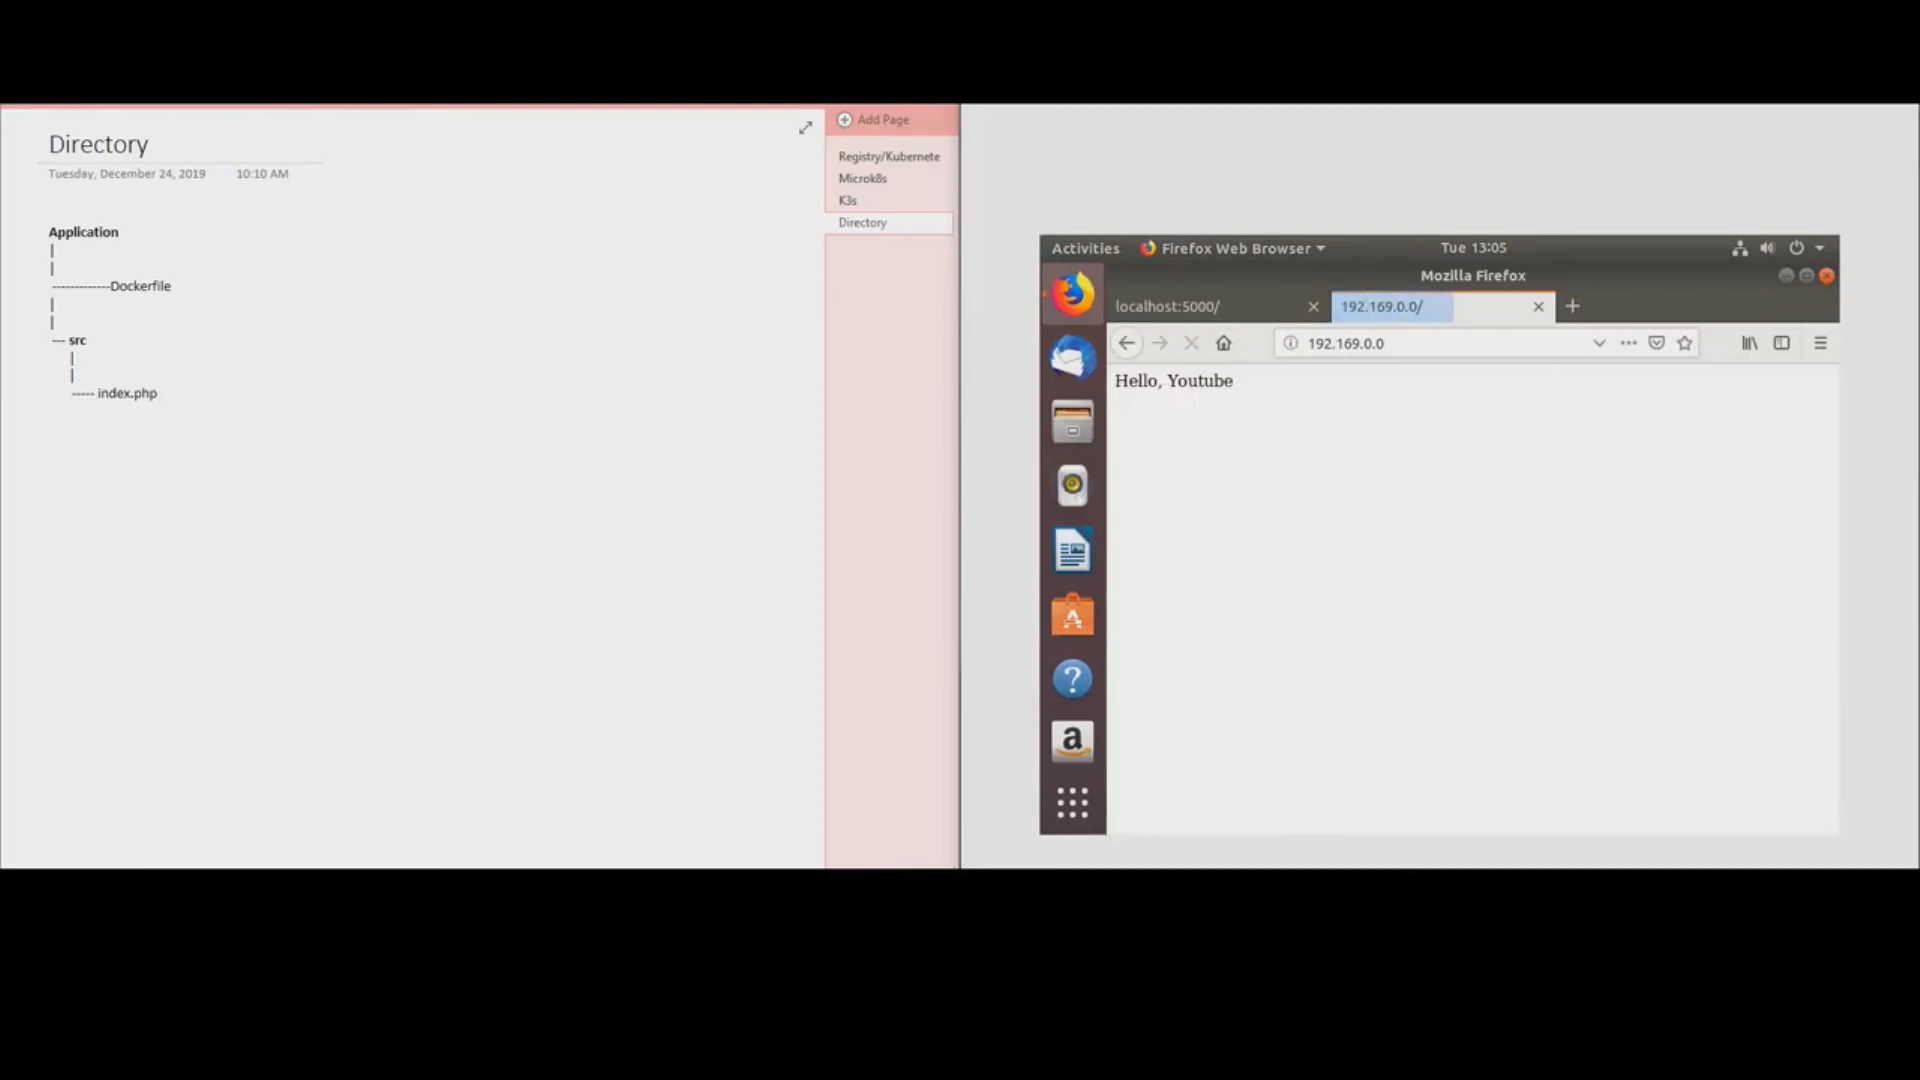 Directory
Tuesday, December 24, 2019 10:10 AM
Application
|
|
-------------Dockerfile
|
|
--- src
|
|
----- index.php
Add Page
Registry/Kubernete
Microk8s
K3s
Directory
Activities Firefox Web Browser Tue 13:05
Mozilla Firefox
localhost:5000/ 192.169.0.0/
192.169.0.0
Hello, Youtube